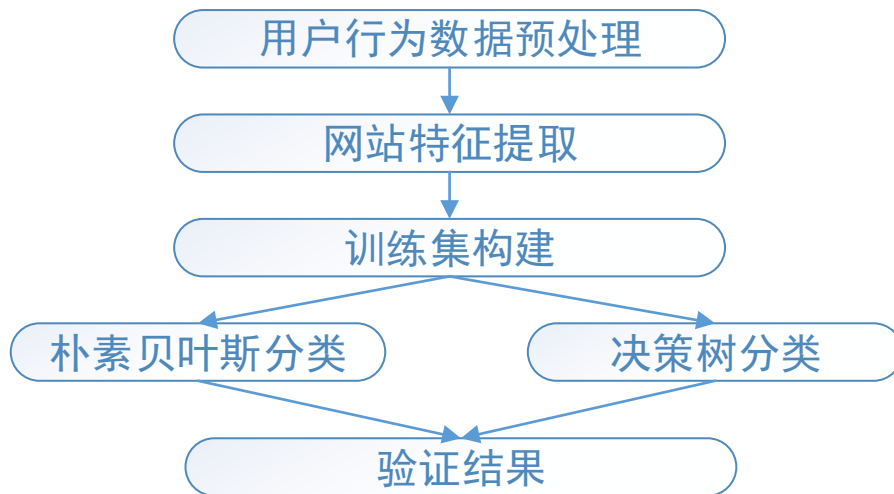 用户行为数据预处理
网站特征提取
训练集构建
朴素贝叶斯分类
决策树分类
验证结果